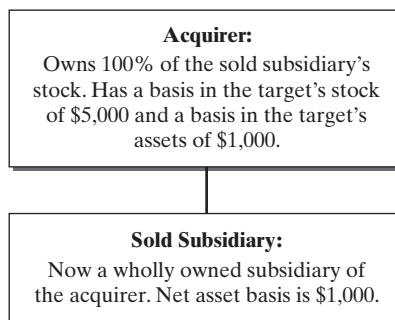 Acquirer:
Owns 100% of the sold subsidiary’s
stock. Has a basis in the target’s stock
of $5,000 and a basis in the target’s
assets of $1,000.
Sold Subsidiary:
Now a wholly owned subsidiary of
the acquirer. Net asset basis is $1,000.